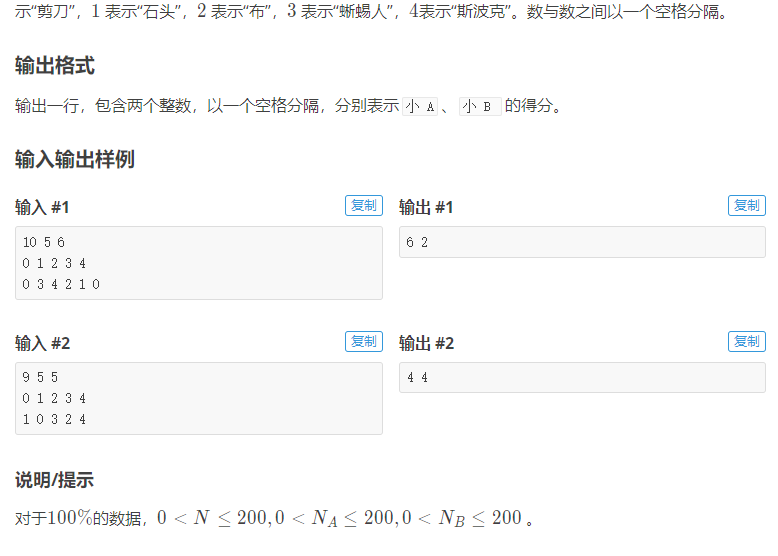 示“剪刀”，1 表示“石头”，2 表示“布”，3 表示“蜥蜴人”，4表示“斯波克”。数与数之间以一个空格分隔。
输出格式
输出一行，包含两个整数，以一个空格分隔，分别表示 小 A 、 小 B 的得分。
输入输出样例
输入 #1
复制
10 5 6
0 1 2 3 4
0 3 4 2 1 0
输出 #1
复制
6 2
输入 #2
复制
9 5 5
0 1 2 3 4
1 0 3 2 4
输出 #2
复制
4 4
说明/提示
对于100%的数据，0 < N ≤ 200, 0 < N_A ≤ 200, 0 < N_B ≤ 200 。